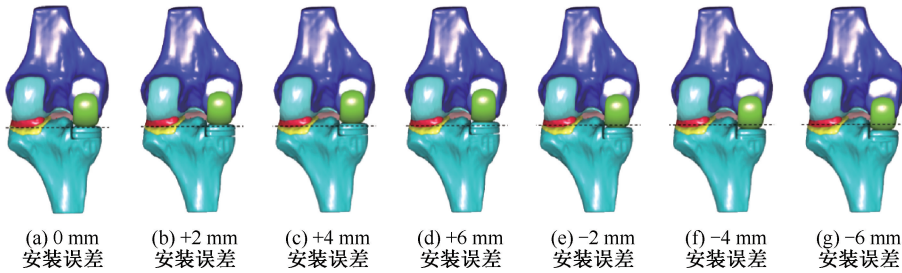 (a) 0 mm
安装误差
(b) +2 mm
安装误差
(c) +4 mm
安装误差
(d) +6 mm
安装误差
(e) −2 mm
安装误差
(f) −4 mm
安装误差
(g) −6 mm
安装误差